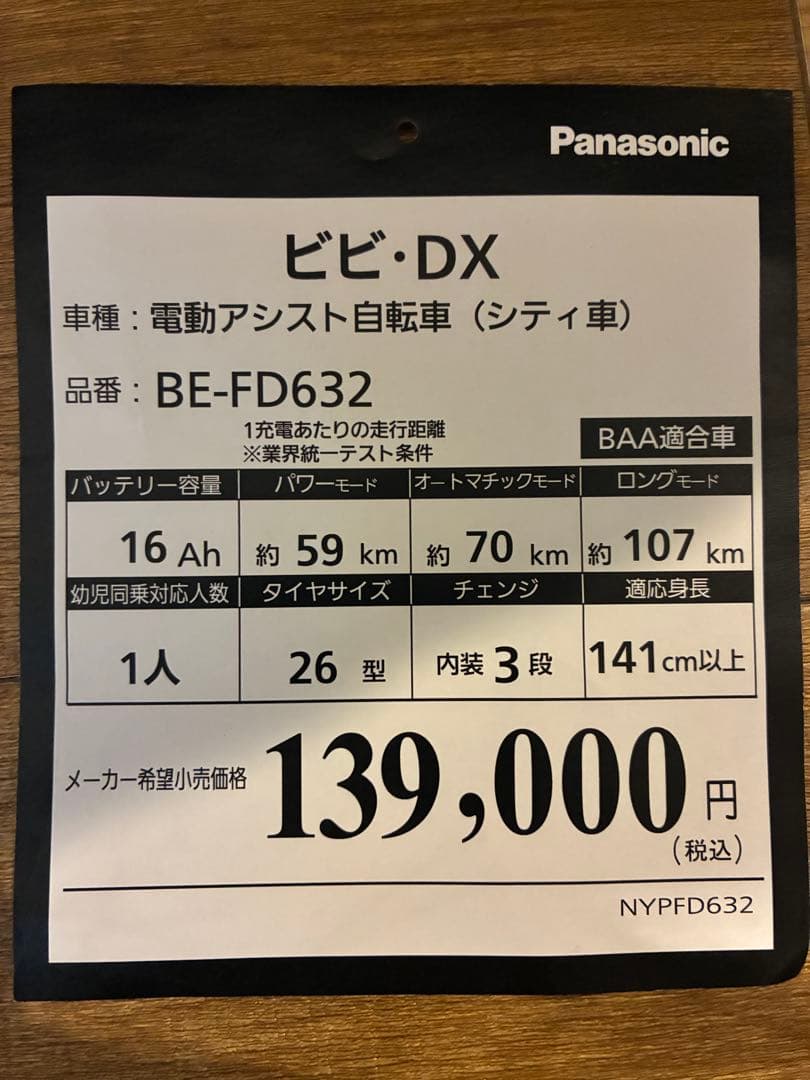 Panasonic
ビビ・DX
車種：電動アシスト自転車（シティ車）
品番：BE-FD632
1充電あたりの走行距離
※業界統一テスト条件
BAA適合車
バッテリー容量 パワーモード オートマチックモード ロングモード
16 Ah 約 59 km 約 70 km 約 107 km
幼児同乗対応人数 タイヤサイズ チェンジ 適応身長
1人 26 型 内装 3 段 141cm以上
メーカー希望小売価格 139,000 円
（税込）
NYPFD632